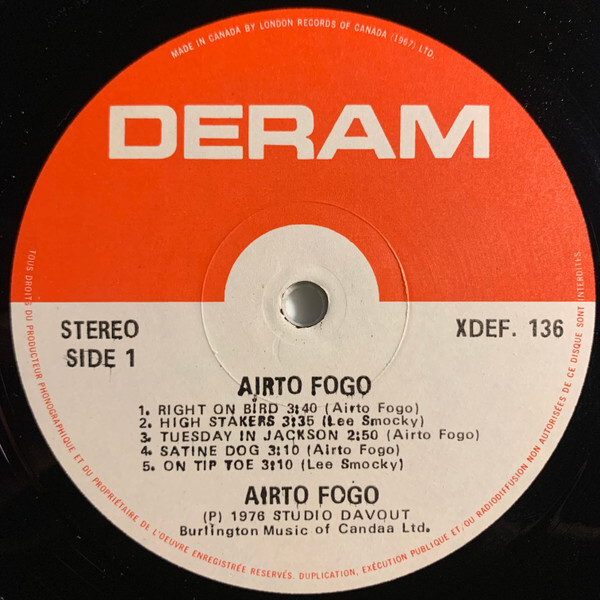 MADE IN CANADA BY LONDON RECORDS OF CANADA (1967) LTD.
DERAM
STEREO
SIDE 1
XDEF. 136
AIRTO FOGO
1. RIGHT ON BIRD 3:40 (Airto Fogo)
2. HIGH STAKERS 3:35 (Lee Smocky)
3. TUESDAY IN JACKSON 2:50 (Airto Fogo)
4. SATINE DOG 3:10 (Airto Fogo)
5. ON TIP TOE 3:10 (Lee Smocky)
AIRTO FOGO
(P) 1976 STUDIO DAVOUT
Burlington Music of Candaa Ltd.
TOUS DROITS DU PRODUCTEUR PHONOGRAPHIQUE ET DU PROPRIÉTAIRE DE L'OEUVRE ENREGISTRÉE RESERVÉS. DUPLICATION, EXÉCUTION PUBLIQUE ET/OU RADIODIFFUSION NON AUTORISÉES DE CE DISQUE SONT INTERDITES.